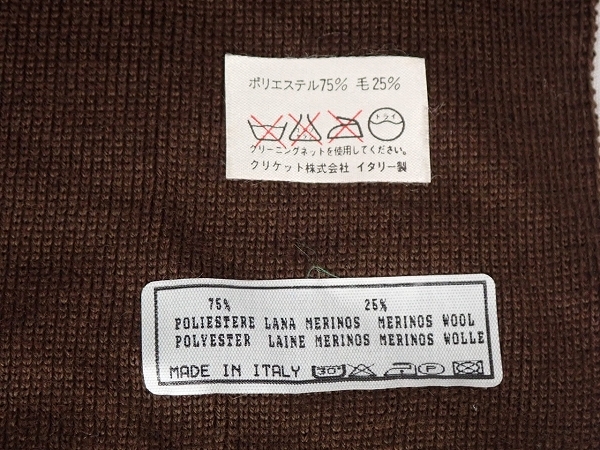 ポリエステル75% 毛25%
ドライ
クリーニングネットを使用してください。
クリケット株式会社 イタリー製
75% 25%
POLIESTERE LANA MERINOS MERINOS WOOL
POLYESTER LAINE MERINOS MERINOS WOLLE
MADE IN ITALY 30° P